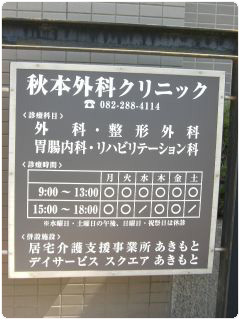 秋本外科クリニック
☎ 082-288-4114
〈診療科目〉
外科・整形外科
胃腸内科・リハビリテーション科
〈診療時間〉
月 火 水 木 金 土
9:00～13:00 ○ ○ ○ ○ ○ ○
15:00～18:00 ○ ○ ／ ○ ○ ／
※水曜日・土曜日の午後、日曜日・祝祭日は休診
〈併設施設〉
居宅介護支援事業所 あきもと
デイサービス スクエア あきもと